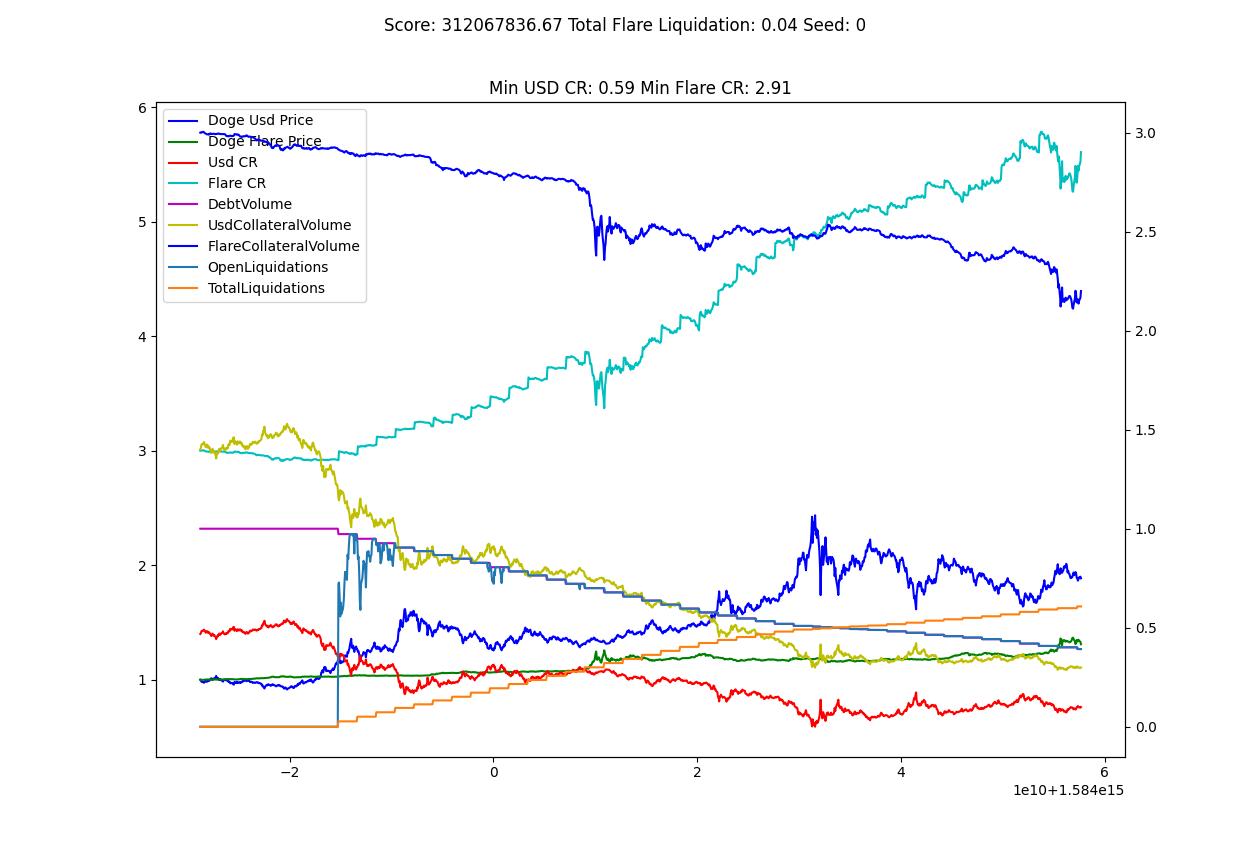 Score: 312067836.67 Total Flare Liquidation: 0.04 Seed: 0
Min USD CR: 0.59 Min Flare CR: 2.91
Doge Usd Price
Doge Flare Price
Usd CR
Flare CR
DebtVolume
UsdCollateralVolume
FlareCollateralVolume
OpenLiquidations
TotalLiquidations
6
5
4
3
2
1
3.0
2.5
2.0
1.5
1.0
0.5
0.0
−2
0
2
4
6
1e10+1.584e15